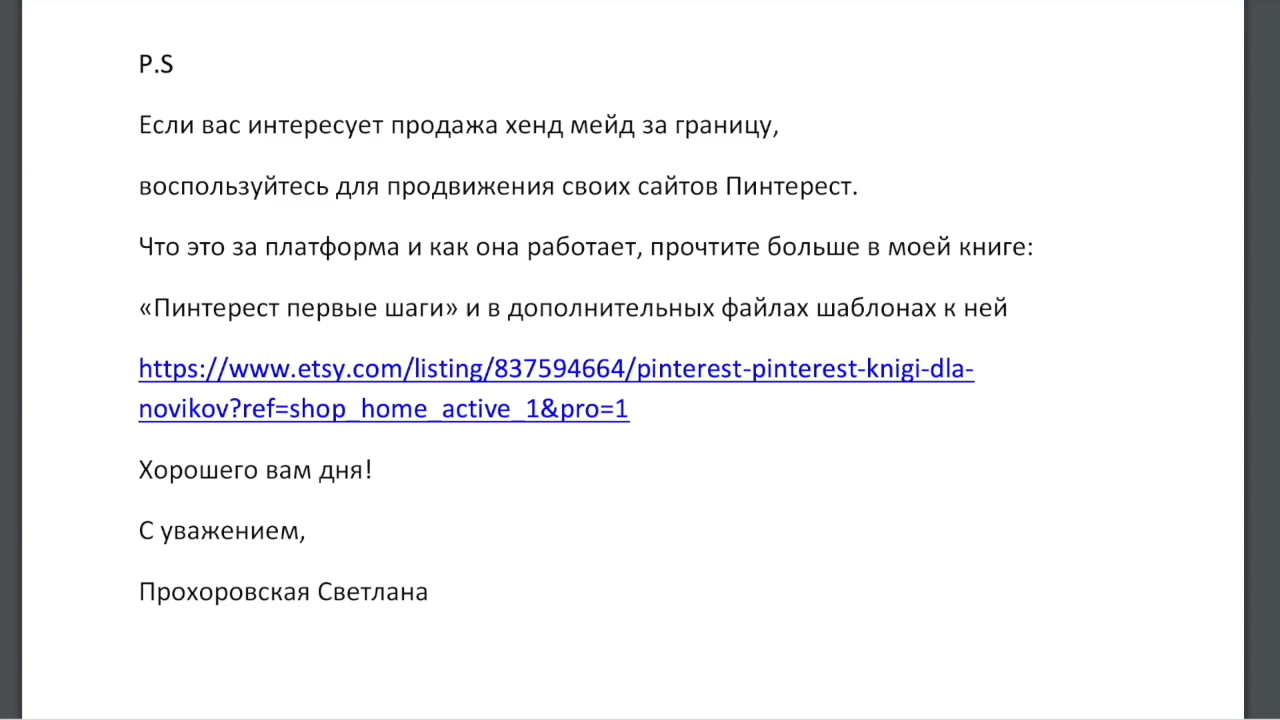 P.S
Если вас интересует продажа хенд мейд за границу,
воспользуйтесь для продвижения своих сайтов Пинтерест.
Что это за платформа и как она работает, прочтите больше в моей книге:
«Пинтерест первые шаги» и в дополнительных файлах шаблонах к ней
https://www.etsy.com/listing/837594664/pinterest-pinterest-knigi-dla-
novikov?ref=shop_home_active_1&pro=1
Хорошего вам дня!
С уважением,
Прохоровская Светлана